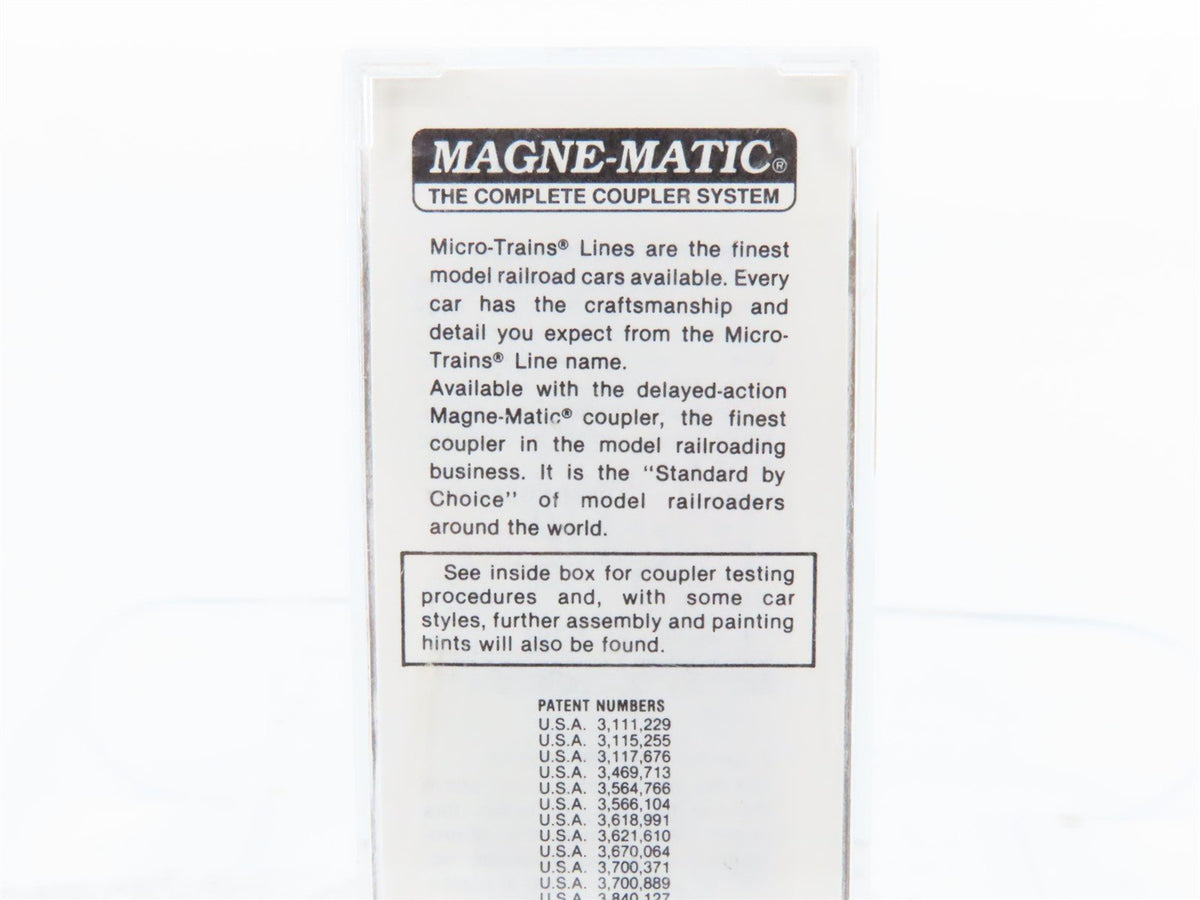 MAGNE-MATIC®
THE COMPLETE COUPLER SYSTEM
Micro-Trains® Lines are the finest
model railroad cars available. Every
car has the craftsmanship and
detail you expect from the Micro-
Trains® Line name.
Available with the delayed-action
Magne-Matic® coupler, the finest
coupler in the model railroading
business. It is the "Standard by
Choice" of model railroaders
around the world.
See inside box for coupler testing
procedures and, with some car
styles, further assembly and painting
hints will also be found.
PATENT NUMBERS
U.S.A. 3,111,229
U.S.A. 3,115,255
U.S.A. 3,117,676
U.S.A. 3,469,713
U.S.A. 3,564,766
U.S.A. 3,566,104
U.S.A. 3,618,991
U.S.A. 3,621,610
U.S.A. 3,670,064
U.S.A. 3,700,371
U.S.A. 3,700,889
U.S.A. 3,840,127